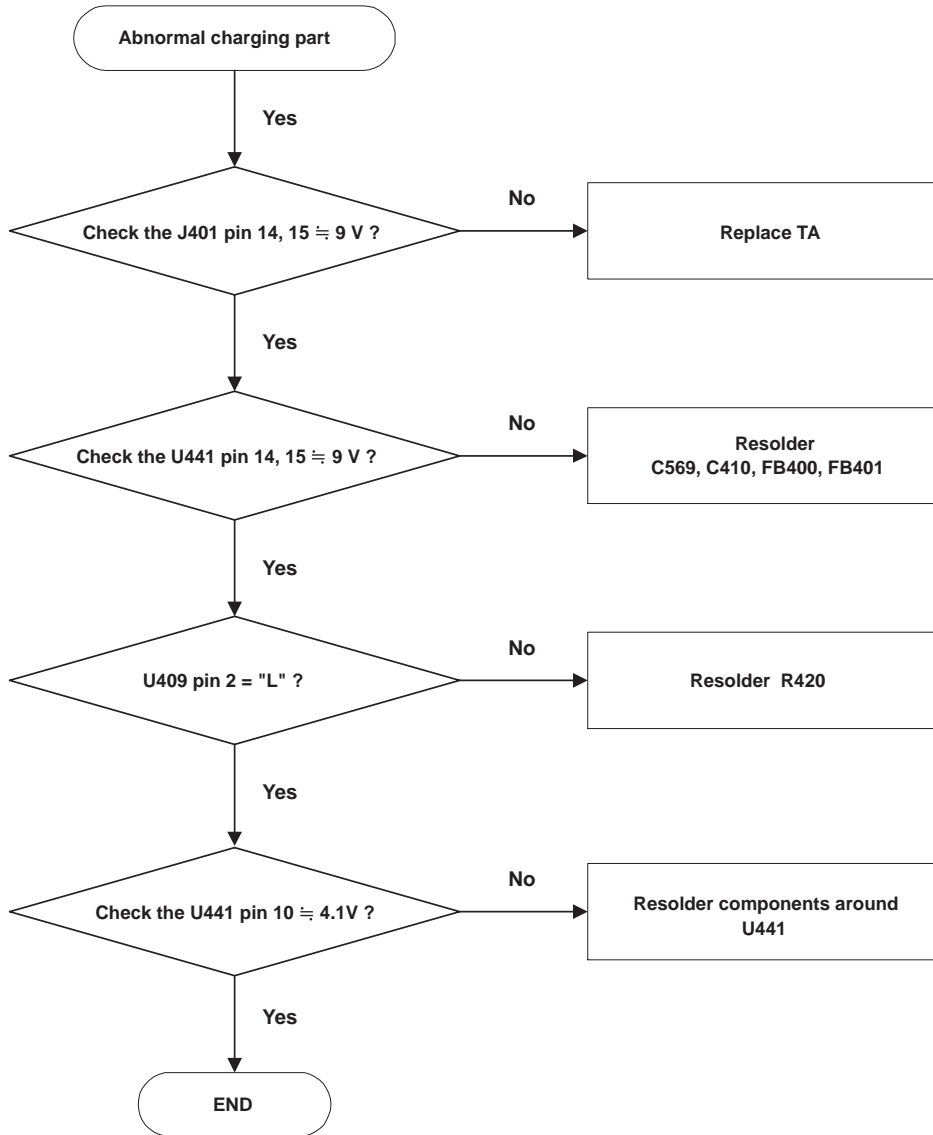 Abnormal charging part
Yes
Check the J401 pin 14, 15 ≒ 9 V ?
No
Replace TA
Yes
Check the U441 pin 14, 15 ≒ 9 V ?
No
Resolder
C569, C410, FB400, FB401
Yes
U409 pin 2 = "L" ?
No
Resolder R420
Yes
Check the U441 pin 10 ≒ 4.1V ?
No
Resolder components around
U441
Yes
END